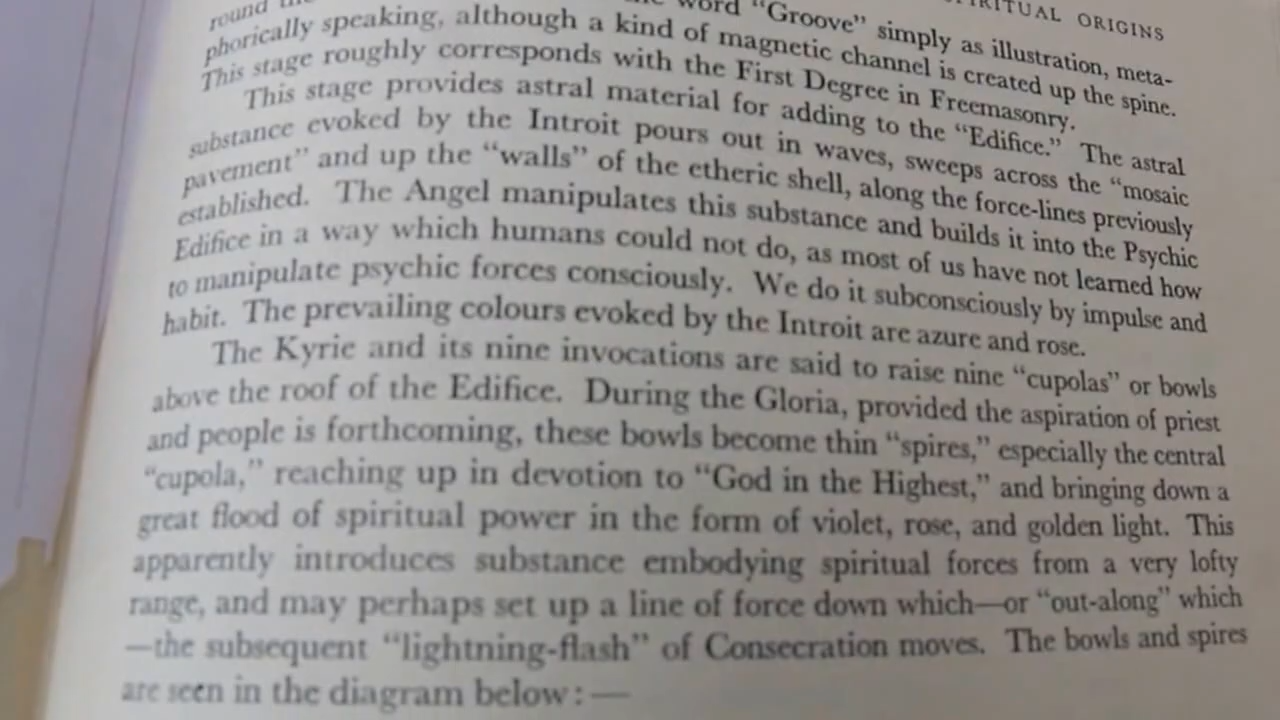 SPIRITUAL ORIGINS
round the word “Groove” simply as illustration, meta-
phorically speaking, although a kind of magnetic channel is created up the spine.
This stage roughly corresponds with the First Degree in Freemasonry.
This stage provides astral material for adding to the “Edifice.” The astral
substance evoked by the Introit pours out in waves, sweeps across the “mosaic
pavement” and up the “walls” of the etheric shell, along the force-lines previously
established. The Angel manipulates this substance and builds it into the Psychic
Edifice in a way which humans could not do, as most of us have not learned how
to manipulate psychic forces consciously. We do it subconsciously by impulse and
habit. The prevailing colours evoked by the Introit are azure and rose.
The Kyrie and its nine invocations are said to raise nine “cupolas” or bowls
above the roof of the Edifice. During the Gloria, provided the aspiration of priest
and people is forthcoming, these bowls become thin “spires,” especially the central
“cupola,” reaching up in devotion to “God in the Highest,” and bringing down a
great flood of spiritual power in the form of violet, rose, and golden light. This
apparently introduces substance embodying spiritual forces from a very lofty
range, and may perhaps set up a line of force down which—or “out-along” which
—the subsequent “lightning-flash” of Consecration moves. The bowls and spires
are seen in the diagram below:—